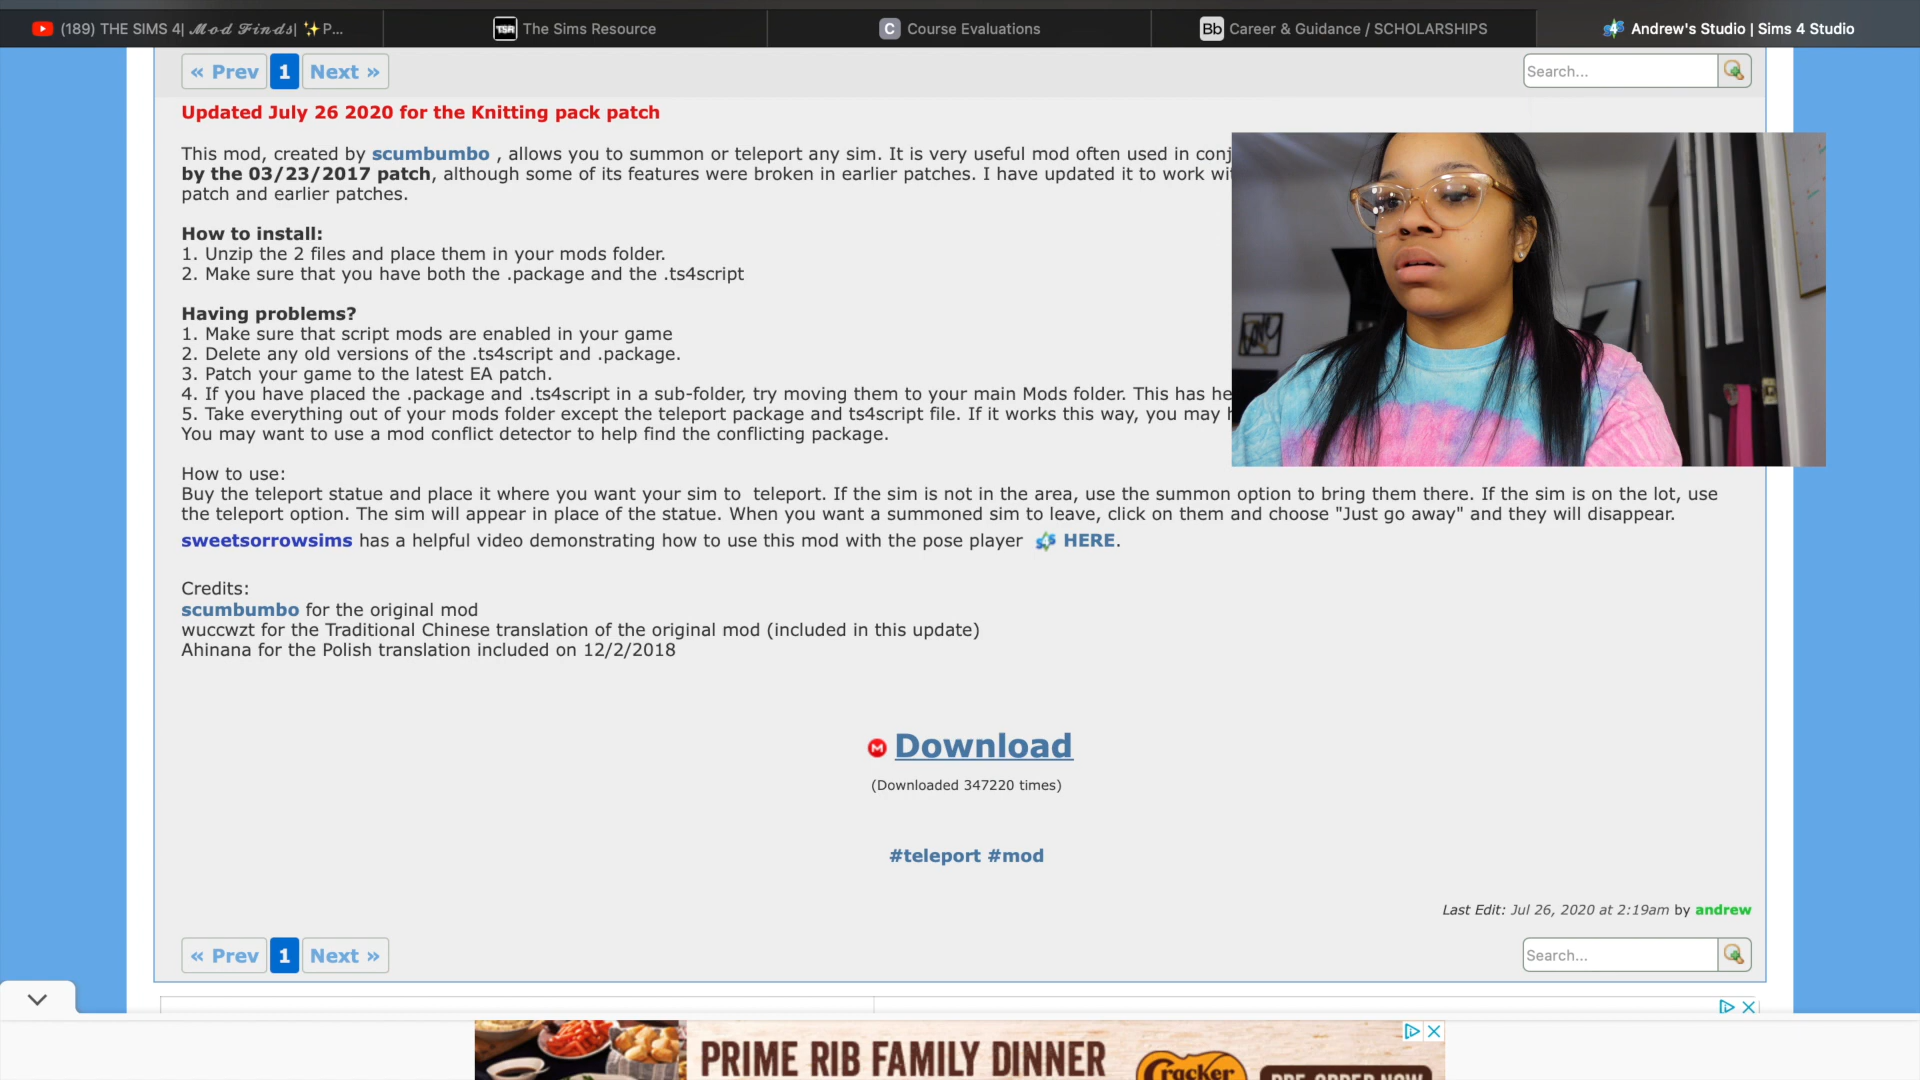 (189) THE SIMS 4| 𝓜𝓸𝓭 𝓕𝓲𝓷𝓭𝓼| ✨P...
TSR The Sims Resource
C Course Evaluations
Bb Career & Guidance / SCHOLARSHIPS
Andrew's Studio | Sims 4 Studio
« Prev 1 Next »
Search...
Updated July 26 2020 for the Knitting pack patch
This mod, created by scumbumbo , allows you to summon or teleport any sim. It is very useful mod often used in
by the 03/23/2017 patch, although some of its features were broken in earlier patches. I have updated it to work
patch and earlier patches.
How to install:
1. Unzip the 2 files and place them in your mods folder.
2. Make sure that you have both the .package and the .ts4script
Having problems?
1. Make sure that script mods are enabled in your game
2. Delete any old versions of the .ts4script and .package.
3. Patch your game to the latest EA patch.
4. If you have placed the .package and .ts4script in a sub-folder, try moving them to your main Mods folder. This has
5. Take everything out of your mods folder except the teleport package and ts4script file. If it works this way, you may
You may want to use a mod conflict detector to help find the conflicting package.
How to use:
Buy the teleport statue and place it where you want your sim to teleport. If the sim is not in the area, use the summon option to bring them there. If the sim is on the lot, use
the teleport option. The sim will appear in place of the statue. When you want a summoned sim to leave, click on them and choose "Just go away" and they will disappear.
sweetsorrowsims has a helpful video demonstrating how to use this mod with the pose player HERE.
Credits:
scumbumbo for the original mod
wuccwzt for the Traditional Chinese translation of the original mod (included in this update)
Ahinana for the Polish translation included on 12/2/2018
M Download
(Downloaded 347220 times)
#teleport #mod
Last Edit: Jul 26, 2020 at 2:19am by andrew
« Prev 1 Next »
Search...
PRIME RIB FAMILY DINNER
Cracker
PRE-ORDER NOW